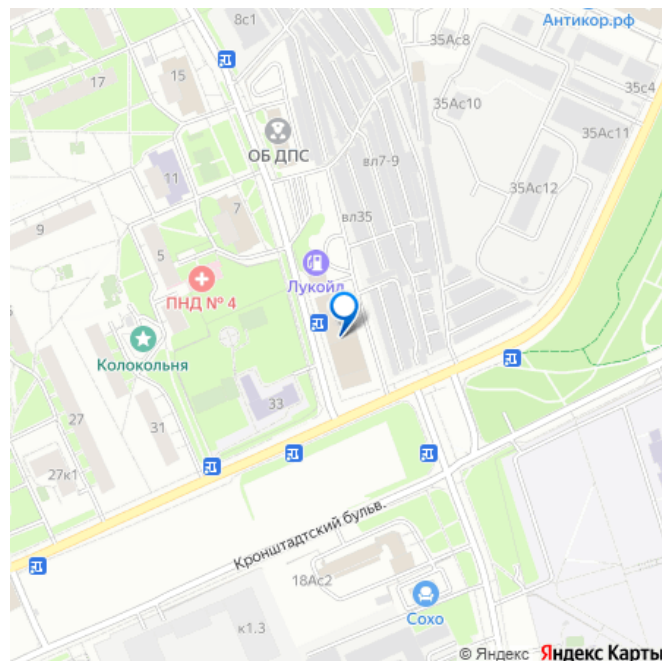 8с1
35Ас8
Антикор.рф
17
15
35с4
35Ас10
35Ас11
ОБ ДПС
вл7-9
35Ас12
11
7
вл35
9
5
Лукойл
ПНД № 4
Колокольня
33
27
31
27к1
Кронштадтский бульв.
18Ас2
Сохо
к1.3
© Яндекс Яндекс Карты